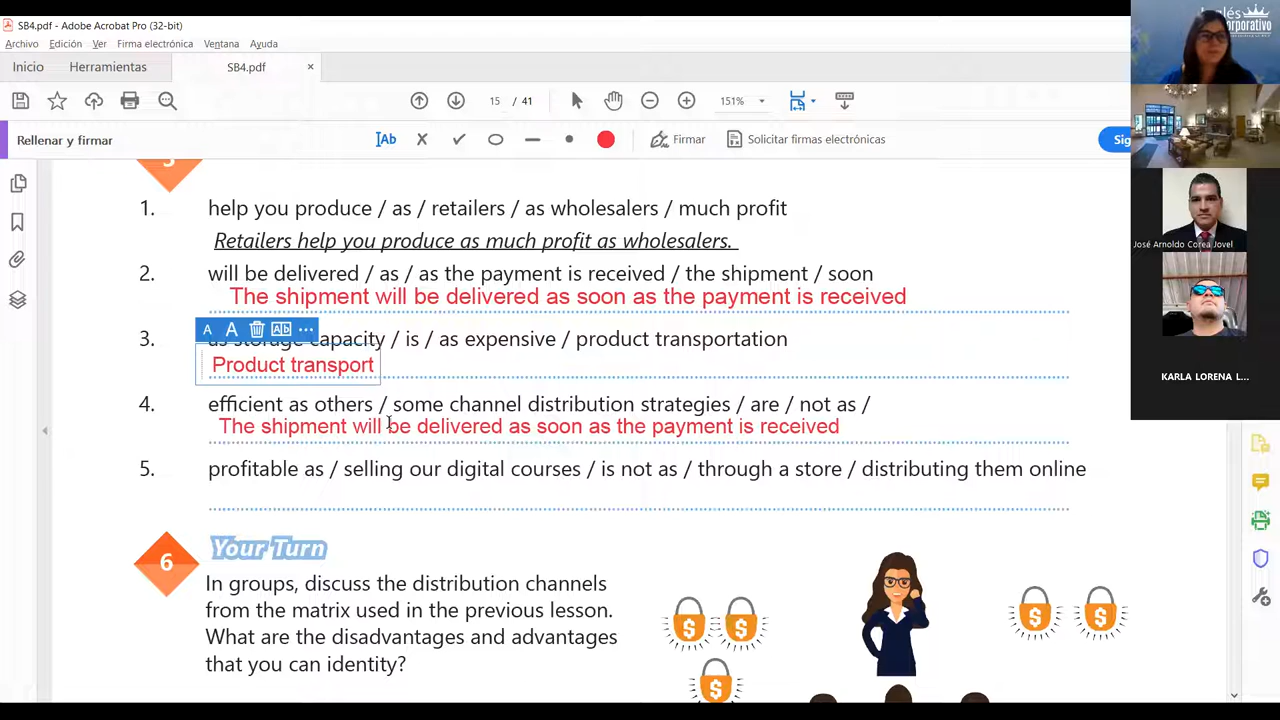 SB4.pdf - Adobe Acrobat Pro (32-bit)
Archivo Edición Ver Firma electrónica Ventana Ayuda
Inicio Herramientas SB4.pdf ×
15 / 41 151%
Rellenar y firmar Ab Firmar Solicitar firmas electrónicas
1. help you produce / as / retailers / as wholesalers / much profit
Retailers help you produce as much profit as wholesalers.
2. will be delivered / as / as the payment is received / the shipment / soon
The shipment will be delivered as soon as the payment is received
A A Ab ...
3. as storage capacity / is / as expensive / product transportation
Product transport
4. efficient as others / some channel distribution strategies / are / not as /
The shipment will be delivered as soon as the payment is received
5. profitable as / selling our digital courses / is not as / through a store / distributing them online
6 Your Turn
In groups, discuss the distribution channels
from the matrix used in the previous lesson.
What are the disadvantages and advantages
that you can identity?
$ $ $ $ $
José Arnoldo Corea Jovel
KARLA LORENA L...